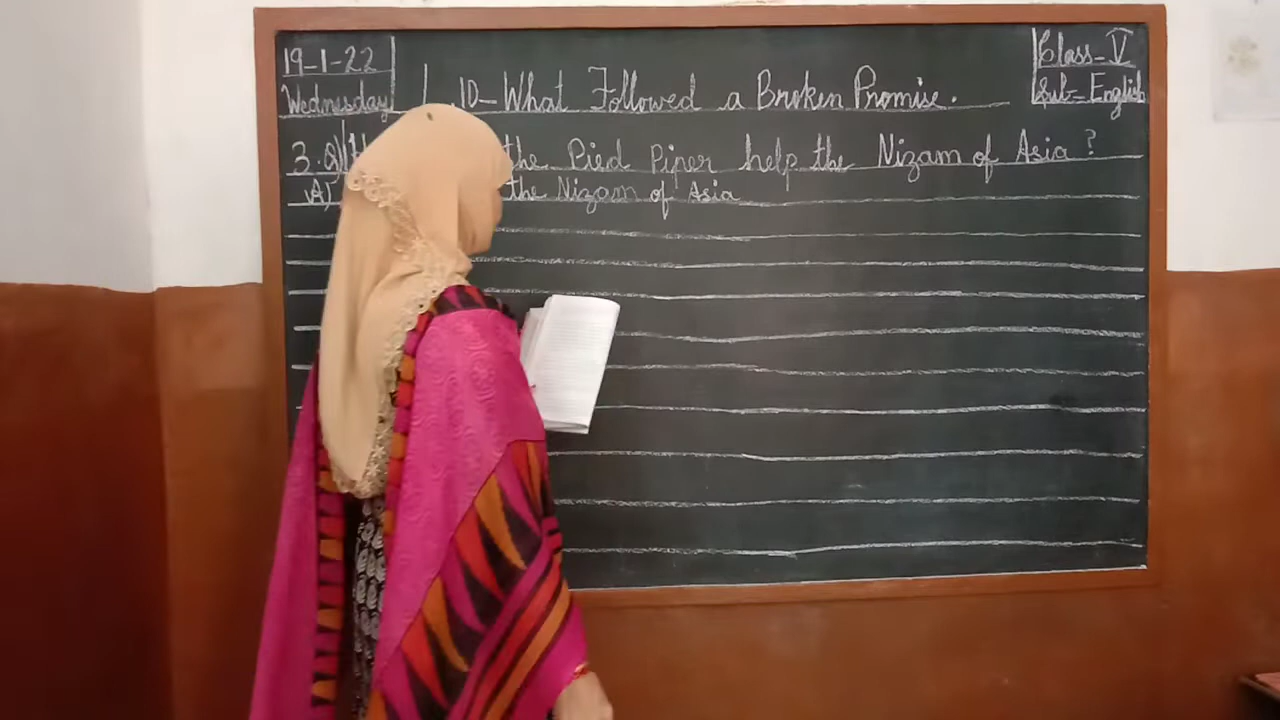 19-1-22
Wednesday
L.10-What Followed a Broken Promise.
Class-V
Sub-English
3.Q) the Pied Piper help the Nizam of Asia?
A) the Nizam of Asia